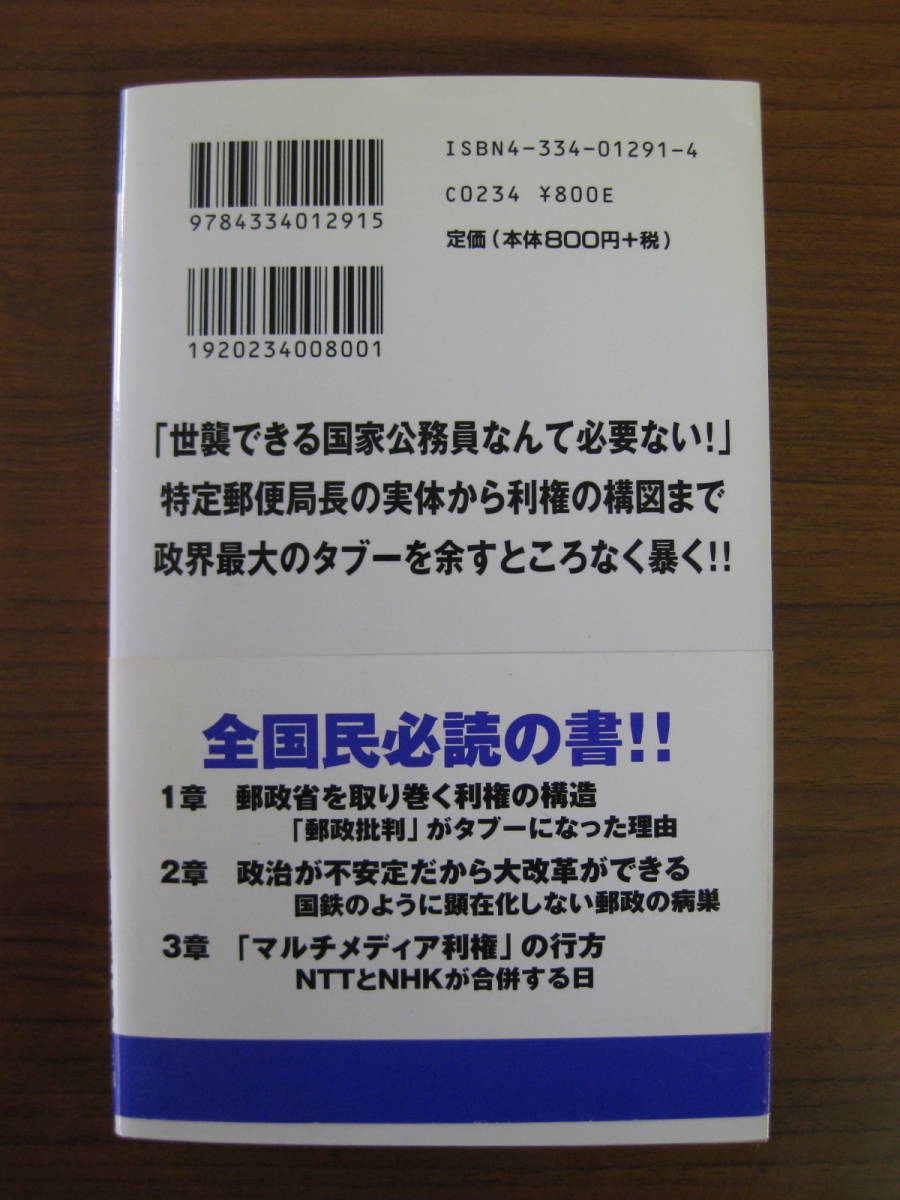 ISBN4-334-01291-4
C0234 ¥800E
定価(本体800円+税)
9784334012915
1920234008001
「世襲できる国家公務員なんて必要ない!」
特定郵便局長の実体から利権の構図まで
政界最大のタブーを余すところなく暴く!!
全国民必読の書!!
1章 郵政省を取り巻く利権の構造
「郵政批判」がタブーになった理由
2章 政治が不安定だから大改革ができる
国鉄のように顕在化しない郵政の病巣
3章 「マルチメディア利権」の行方
NTTとNHKが合併する日